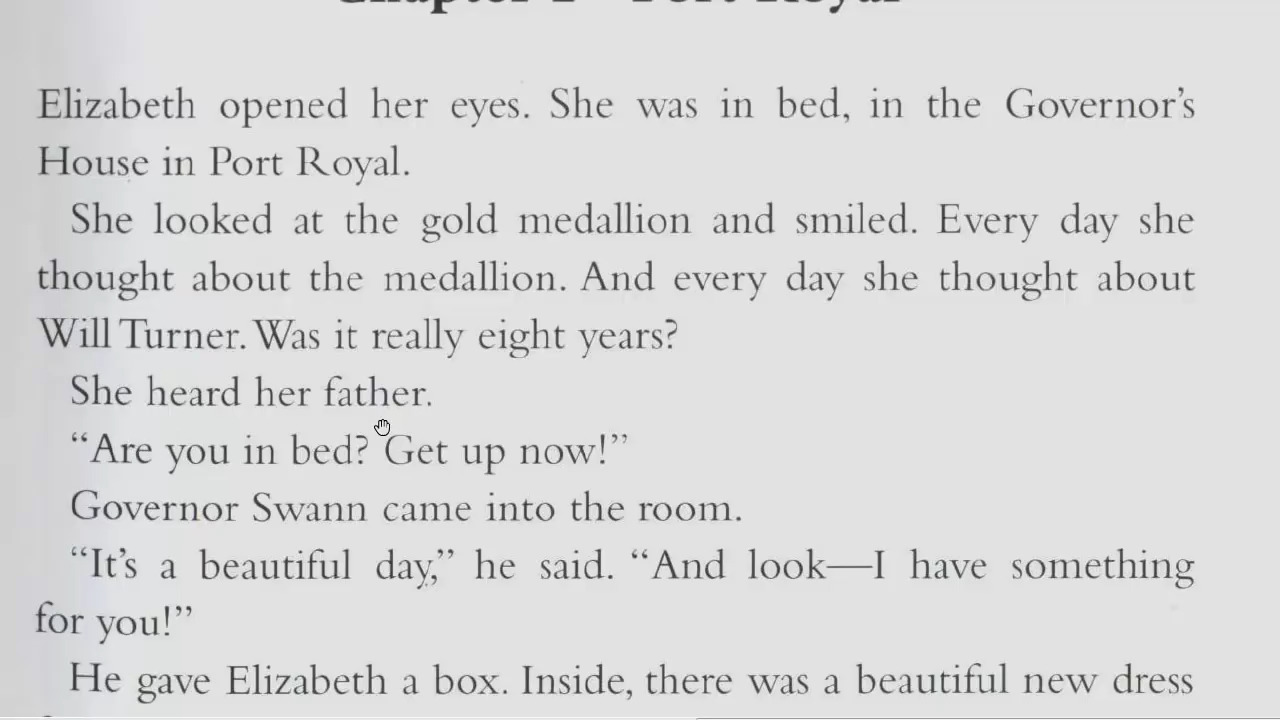 Chapter 1 Port Royal
Elizabeth opened her eyes. She was in bed, in the Governor's
House in Port Royal.
She looked at the gold medallion and smiled. Every day she
thought about the medallion. And every day she thought about
Will Turner. Was it really eight years?
She heard her father.
“Are you in bed? Get up now!”
Governor Swann came into the room.
“It's a beautiful day,” he said. “And look—I have something
for you!”
He gave Elizabeth a box. Inside, there was a beautiful new dress